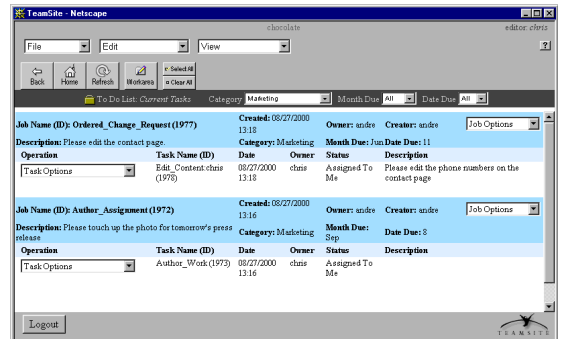 TeamSite - Netscape
chocolate
editor: chris
File Edit View ?
Back Home Refresh Workarea Select All
Clear All
To Do List: Current Tasks Category Marketing Month Due All Date Due All
Job Name (ID): Ordered_Change_Request (1977) Created: 08/27/2000 13:18 Owner: andre Creator: andre Job Options
Description: Please edit the contact page. Category: Marketing Month Due: Jun Date Due: 11
Operation Task Name (ID) Date Owner Status Description
Task Options Edit_Content:chris (1978) 08/27/2000 13:18 chris Assigned To Me Please edit the phone numbers on the contact page
Job Name (ID): Author_Assignment (1972) Created: 08/27/2000 13:16 Owner: andre Creator: andre Job Options
Description: Please touch up the photo for tomorrow's press release Category: Marketing Month Due: Sep Date Due: 8
Operation Task Name (ID) Date Owner Status Description
Task Options Author_Work (1973) 08/27/2000 13:16 chris Assigned To Me
Logout
TEAMSITE